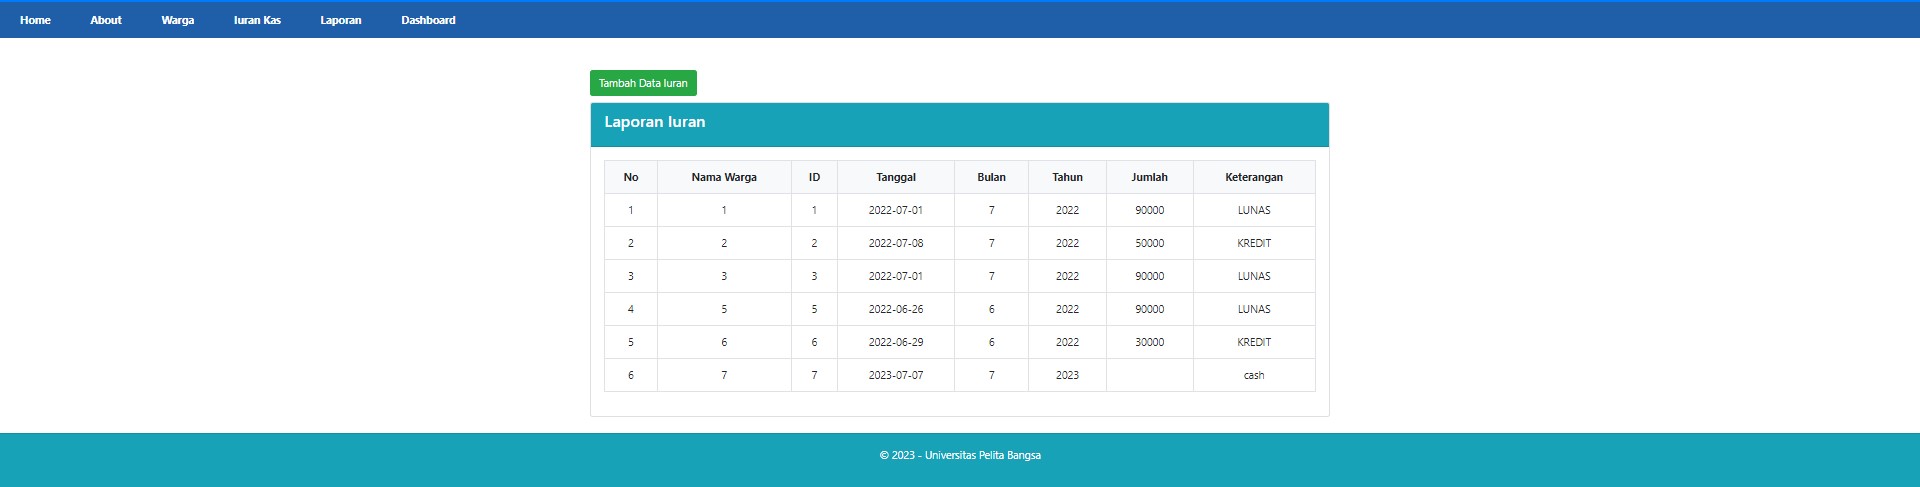 Home About Warga Iuran Kas Laporan Dashboard
Tambah Data Iuran
Laporan Iuran
No Nama Warga ID Tanggal Bulan Tahun Jumlah Keterangan
1 1 1 2022-07-01 7 2022 90000 LUNAS
2 2 2 2022-07-08 7 2022 50000 KREDIT
3 3 3 2022-07-01 7 2022 90000 LUNAS
4 5 5 2022-06-26 6 2022 90000 LUNAS
5 6 6 2022-06-29 6 2022 30000 KREDIT
6 7 7 2023-07-07 7 2023 cash
© 2023 - Universitas Pelita Bangsa